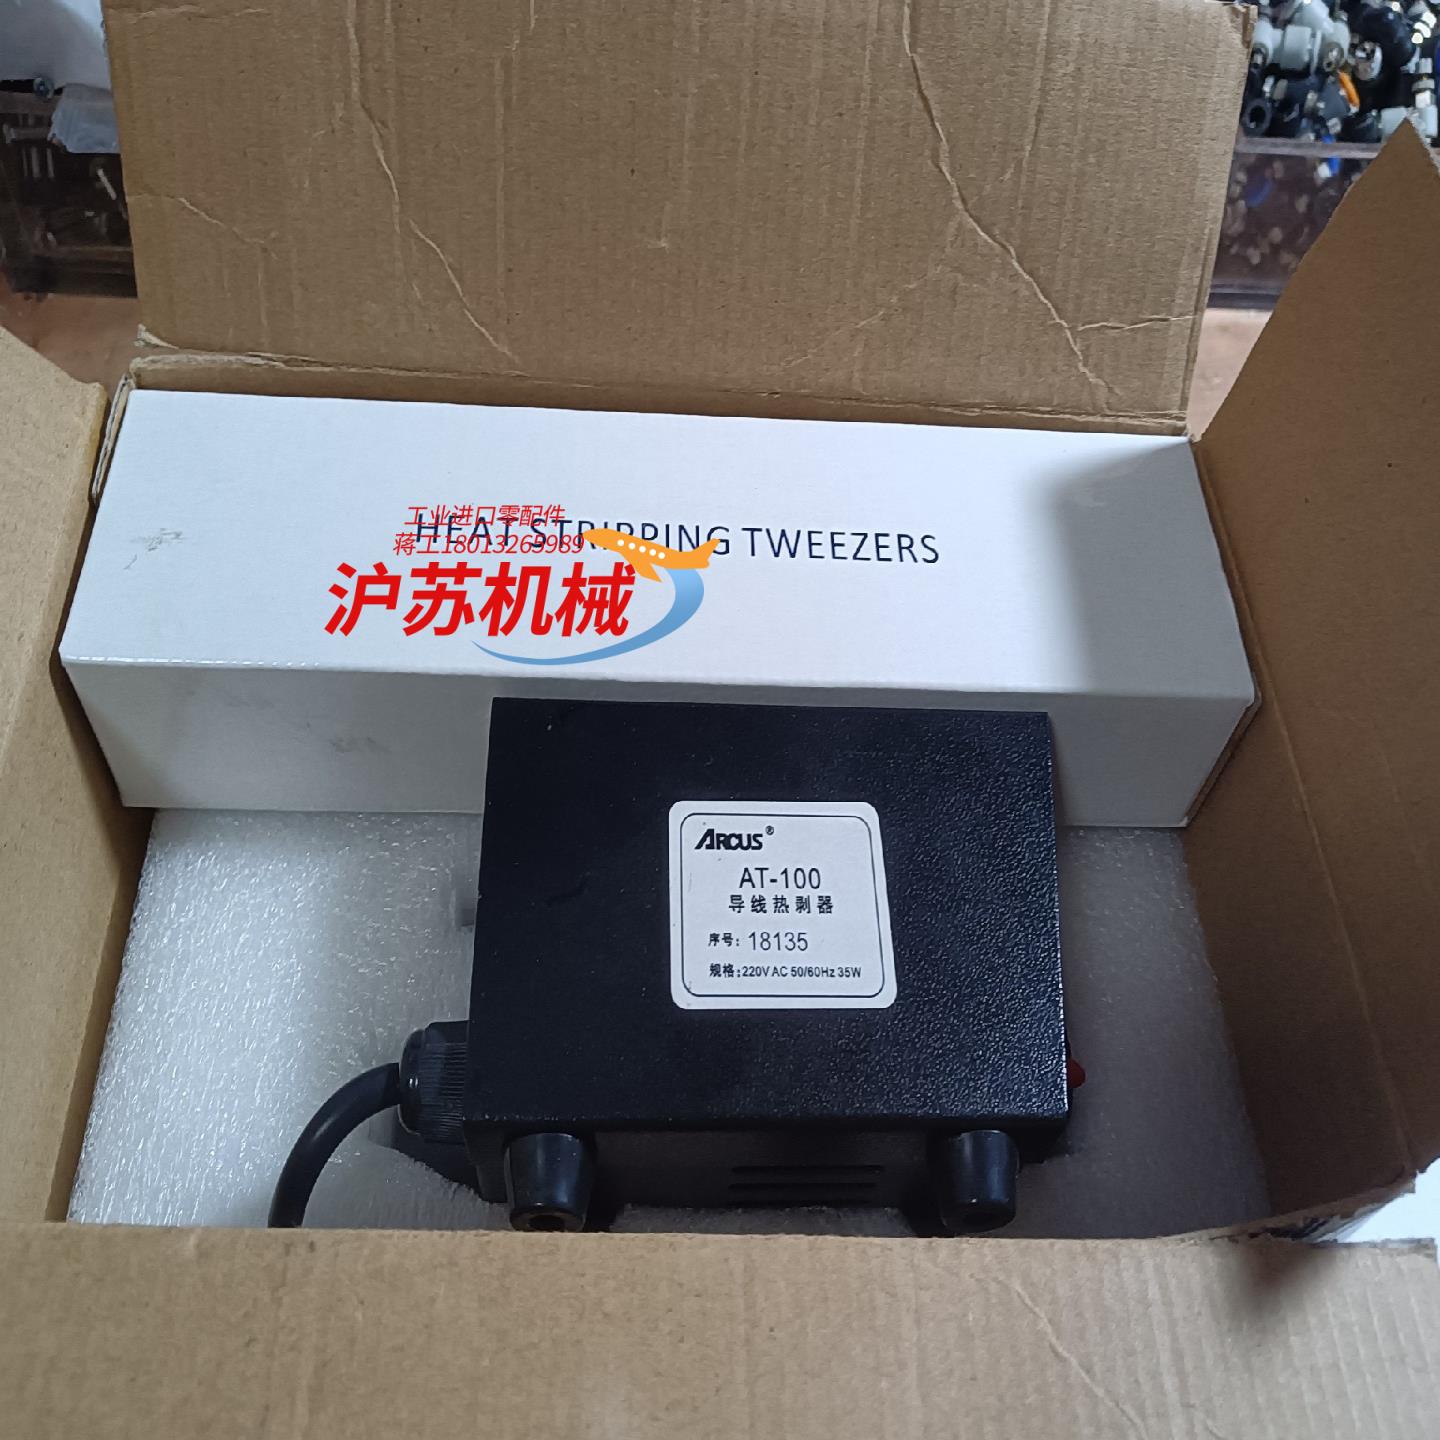 工业进口零配件
HEAT STRIPPING TWEEZERS
蒋工18013265989
沪苏机械
ARCUS®
AT-100
导线热剥器
序号：18135
规格：220V AC 50/60Hz 35W